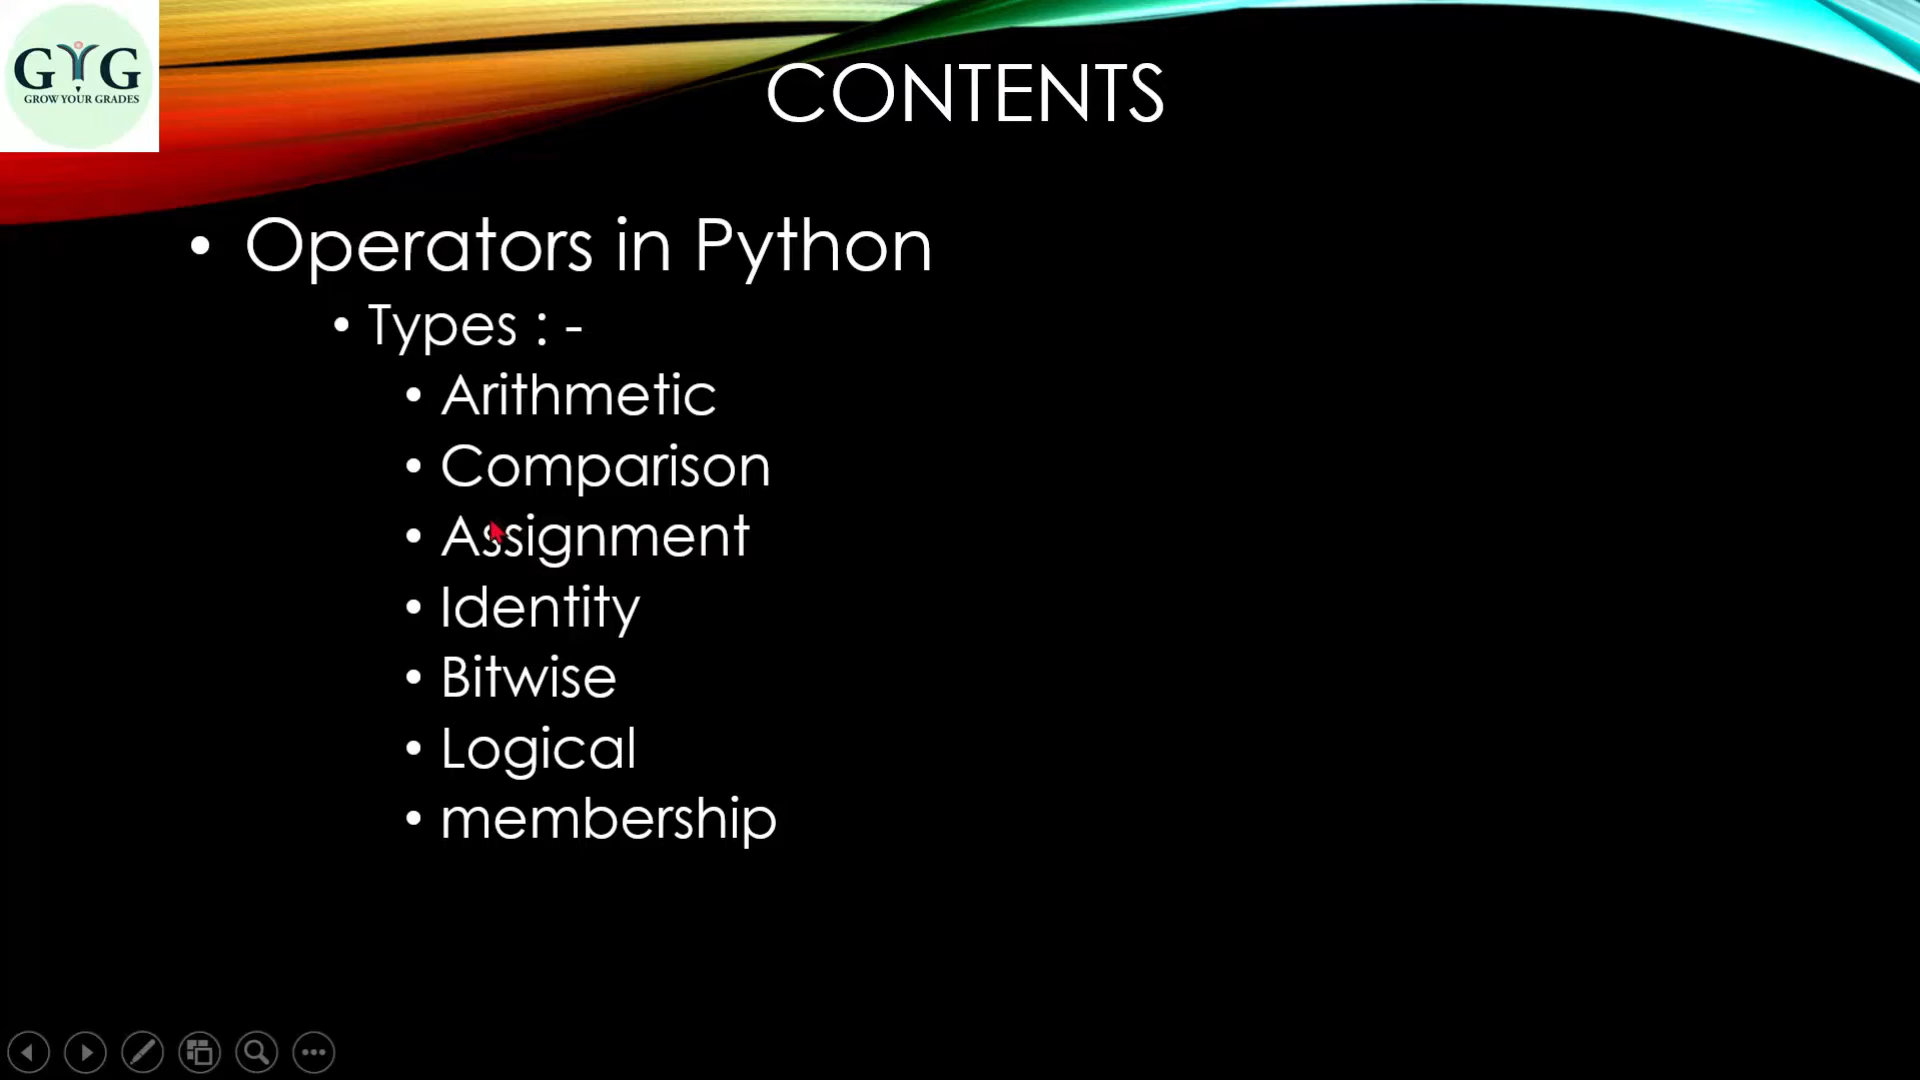 GYG
GROW YOUR GRADES
CONTENTS
• Operators in Python
• Types : -
• Arithmetic
• Comparison
• Assignment
• Identity
• Bitwise
• Logical
• membership